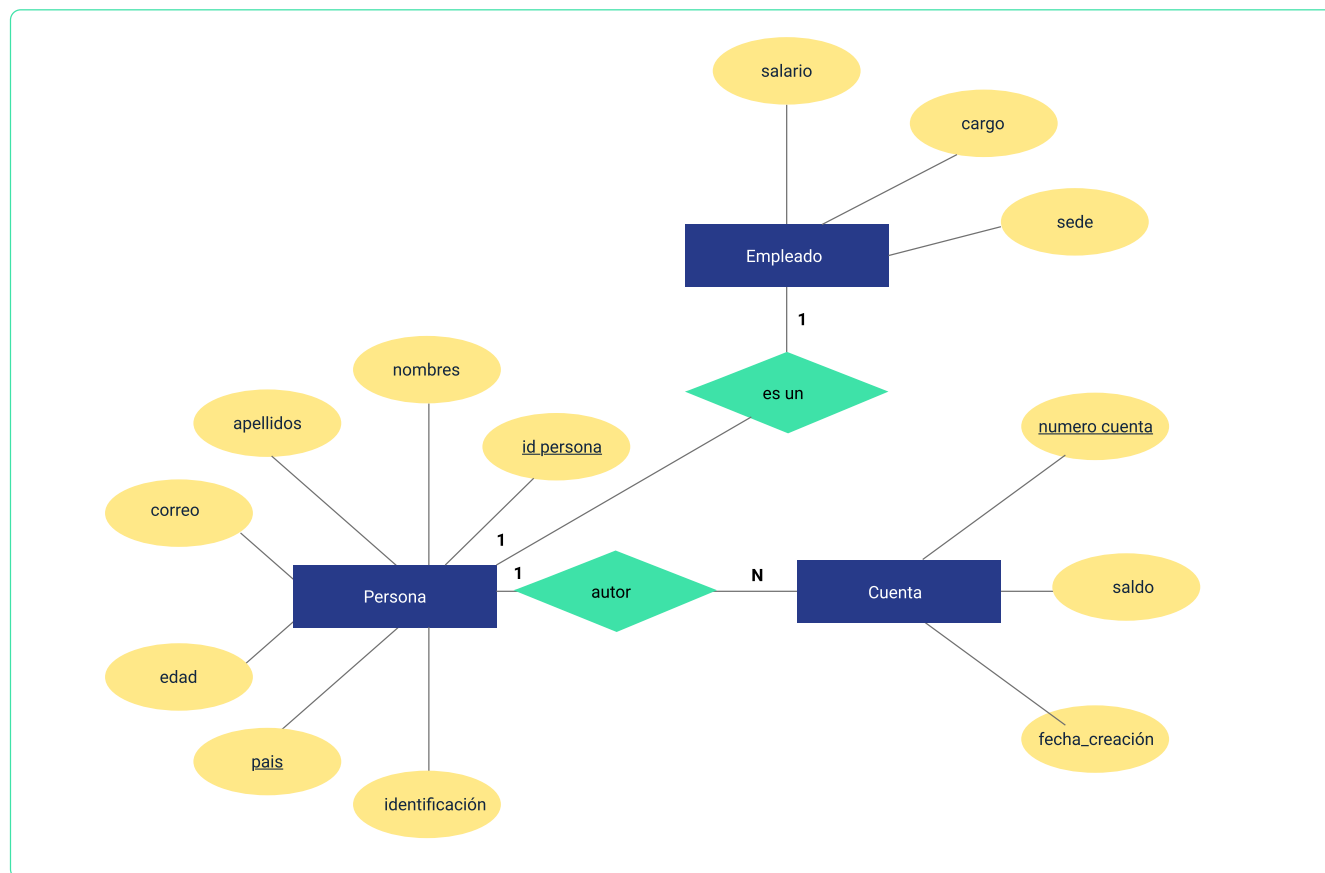 salario
cargo
sede
Empleado
1
nombres
es un
apellidos
numero cuenta
id persona
correo
1
1
N
autor
saldo
Cuenta
Persona
edad
fecha_creación
pais
identificación